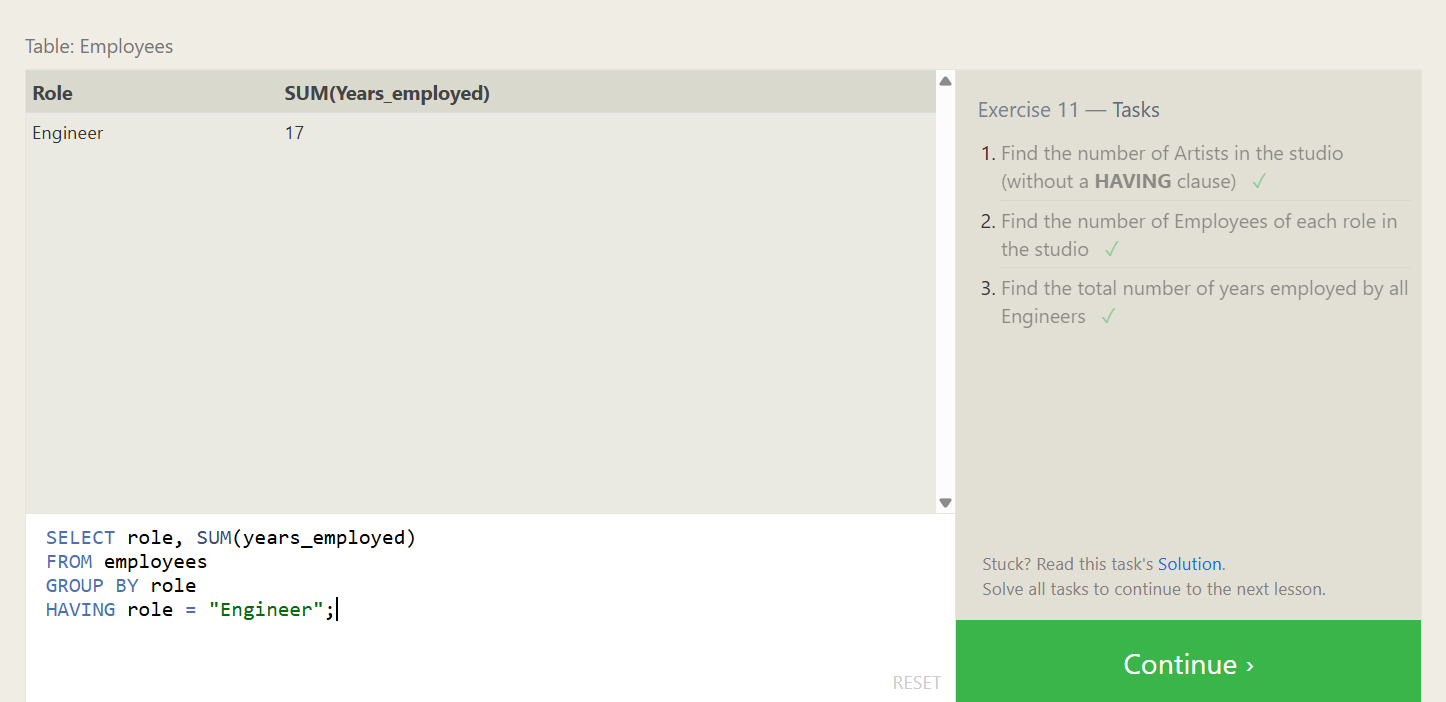 Table: Employees
Role SUM(Years_employed)
Engineer 17
Exercise 11 — Tasks
1. Find the number of Artists in the studio
(without a HAVING clause) ✓
2. Find the number of Employees of each role in
the studio ✓
3. Find the total number of years employed by all
Engineers ✓
SELECT role, SUM(years_employed)
FROM employees
GROUP BY role
HAVING role = "Engineer";
RESET
Stuck? Read this task's Solution.
Solve all tasks to continue to the next lesson.
Continue ›